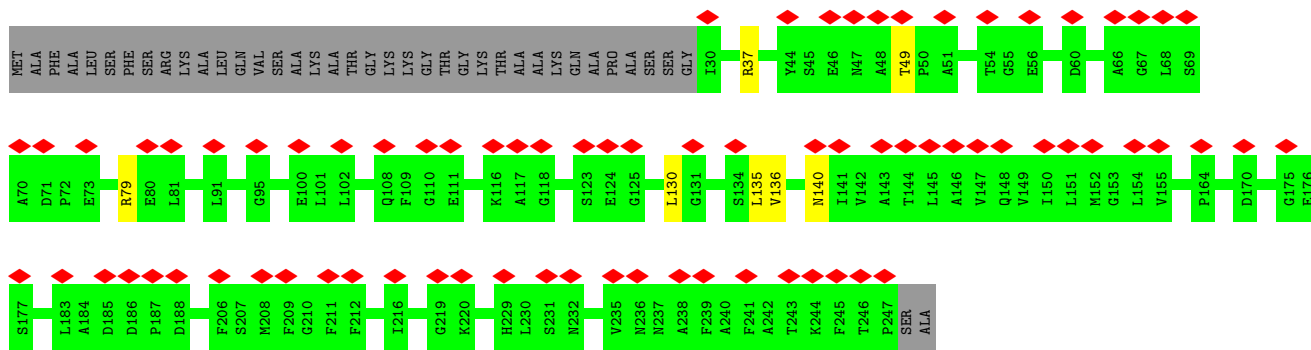 MET ALA PHE ALA LEU SER PHE SER ARG LYS ALA LEU GLN VAL SER ALA LYS ALA THR GLY LYS LYS GLY THR GLY LYS THR ALA ALA LYS GLN ALA PRO ALA SER SER GLY I30 R37 Y44 S45 E46 N47 A48 T49 P50 A51 T54 G55 E56 D60 A66 G67 L68 S69
A70 D71 P72 E73 R79 E80 L81 L91 G95 E100 L101 L102 Q108 F109 G110 E111 K116 A117 G118 S123 E124 G125 L130 G131 S134 L135 V136 N140 I141 V142 A143 T144 L145 A146 V147 Q148 V149 I150 L151 M152 G153 L154 V155 P164 D170 G175 E176
S177 L183 A184 D185 D186 P187 D188 F206 S207 M208 F209 G210 F211 F212 I216 G219 K220 H229 L230 S231 N232 V235 N236 N237 A238 F239 A240 F241 A242 T243 K244 F245 T246 P247 SER ALA